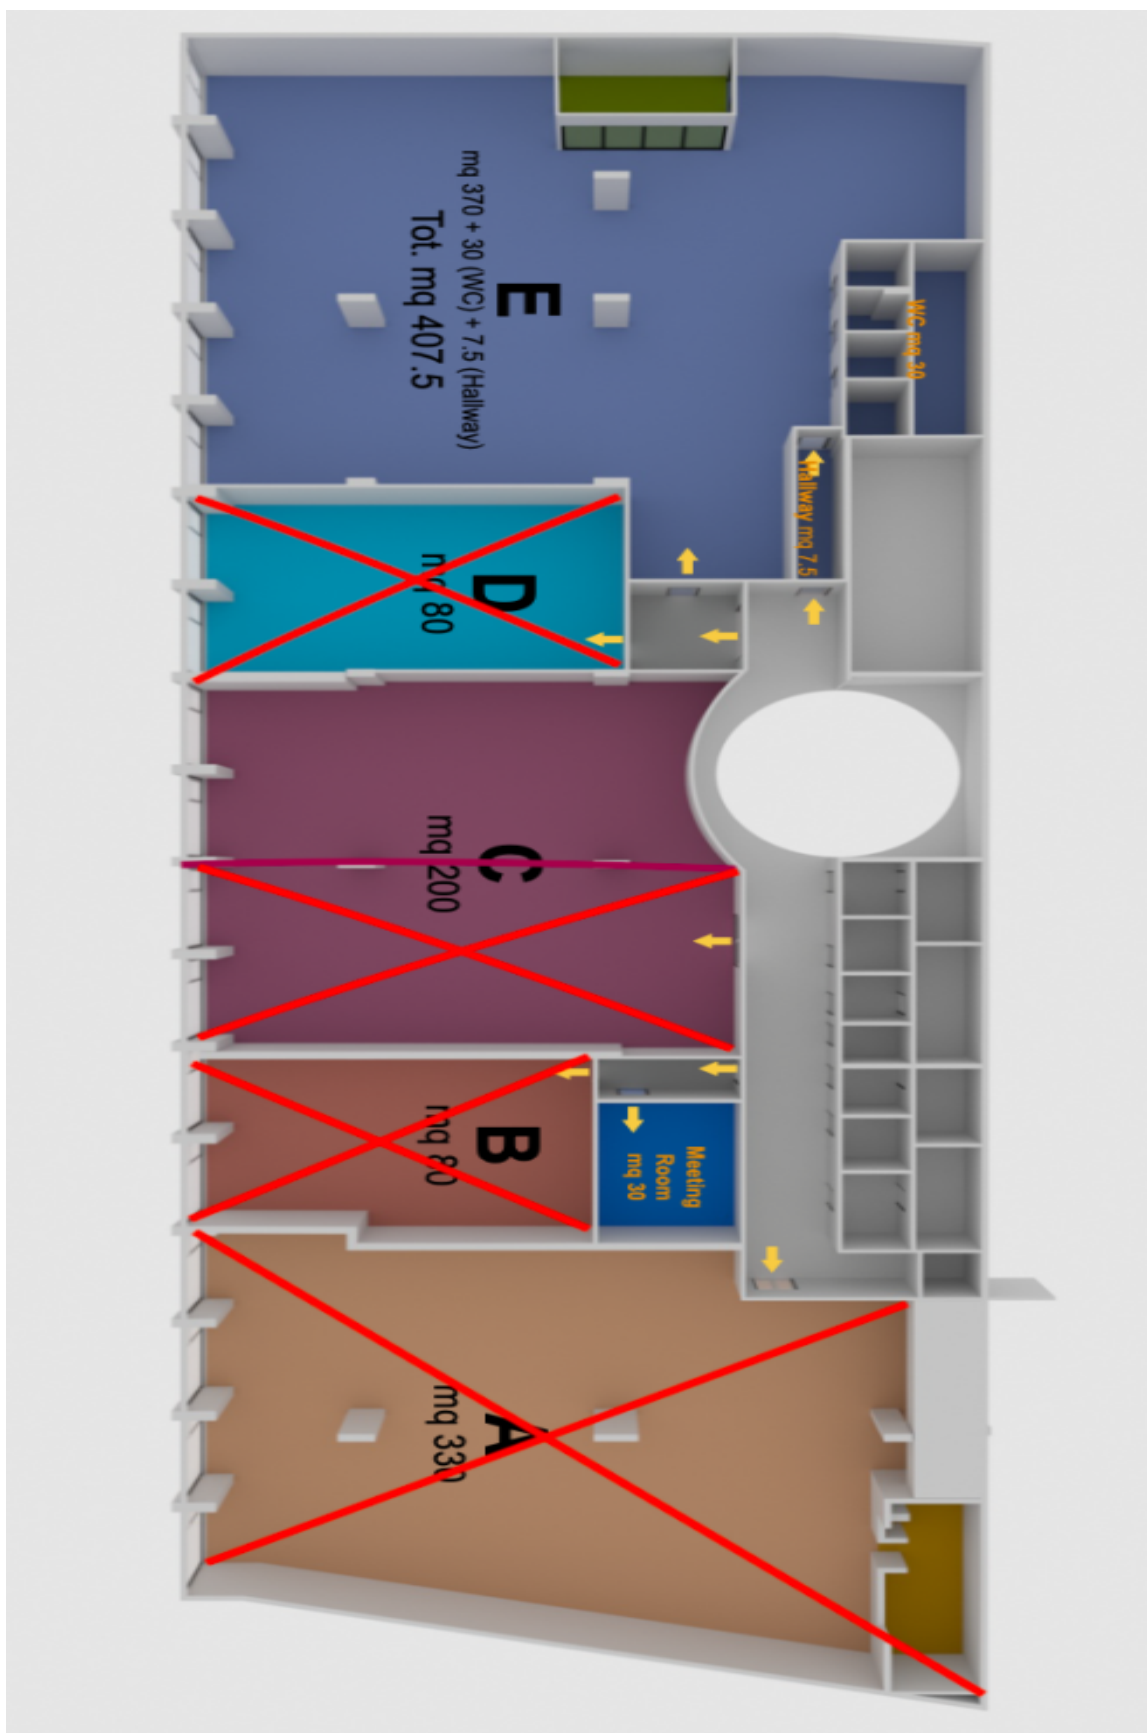 E
mq 370 + 30 (WC) + 7.5 (Hallway)
Tot. mq 407.5
WC mq 30
Hallway mq 7.5
D
mq 80
C
mq 200
B
mq 80
Meeting
Room
mq 30
A
mq 330